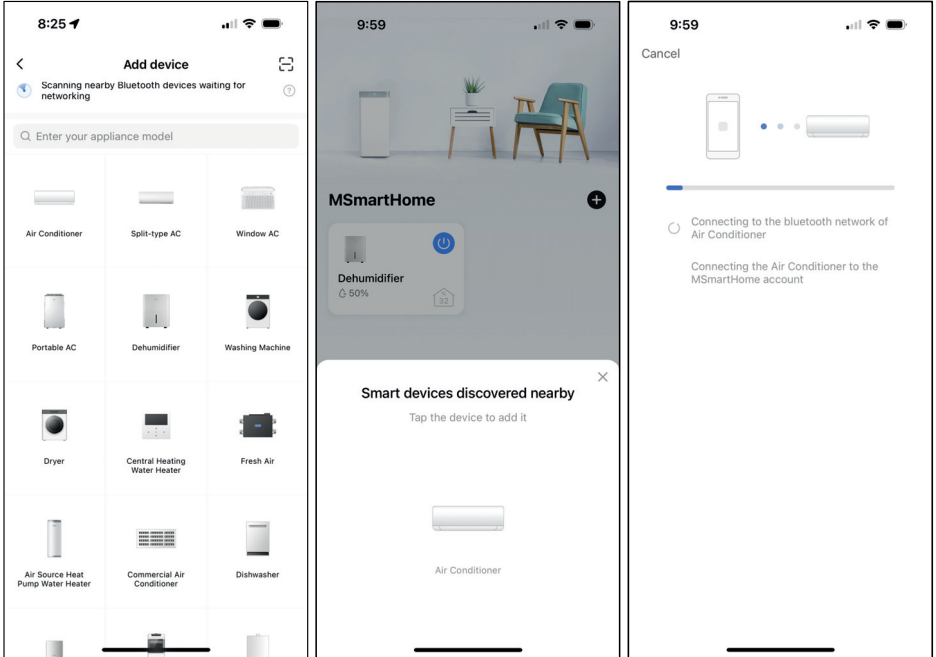 8:25
Add device
Scanning nearby Bluetooth devices waiting for
networking
Enter your appliance model
Air Conditioner
Split-type AC
Window AC
Portable AC
Dehumidifier
Washing Machine
Dryer
Central Heating
Water Heater
Fresh Air
Air Source Heat
Pump Water Heater
Commercial Air
Conditioner
Dishwasher
9:59
MSmartHome
Dehumidifier
50%
32
Smart devices discovered nearby
Tap the device to add it
Air Conditioner
9:59
Cancel
Connecting to the bluetooth network of
Air Conditioner
Connecting the Air Conditioner to the
MSmartHome account